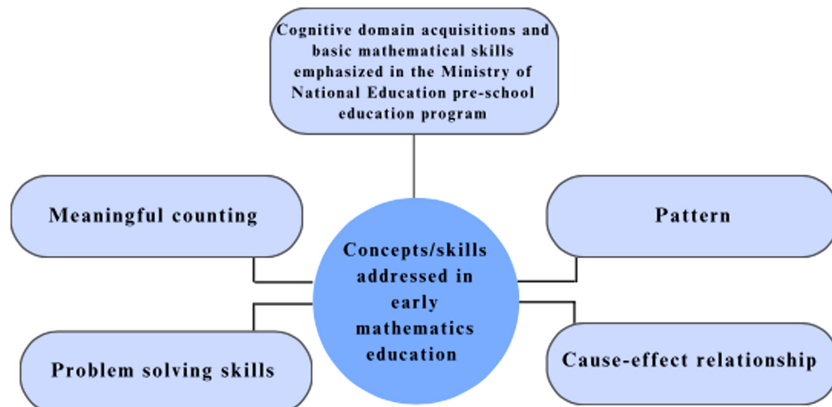 Cognitive domain acquisitions and
basic mathematical skills
emphasized in the Ministry of
National Education pre-school
education program
Meaningful counting
Pattern
Concepts/skills
addressed in
early
mathematics
education
Problem solving skills
Cause-effect relationship